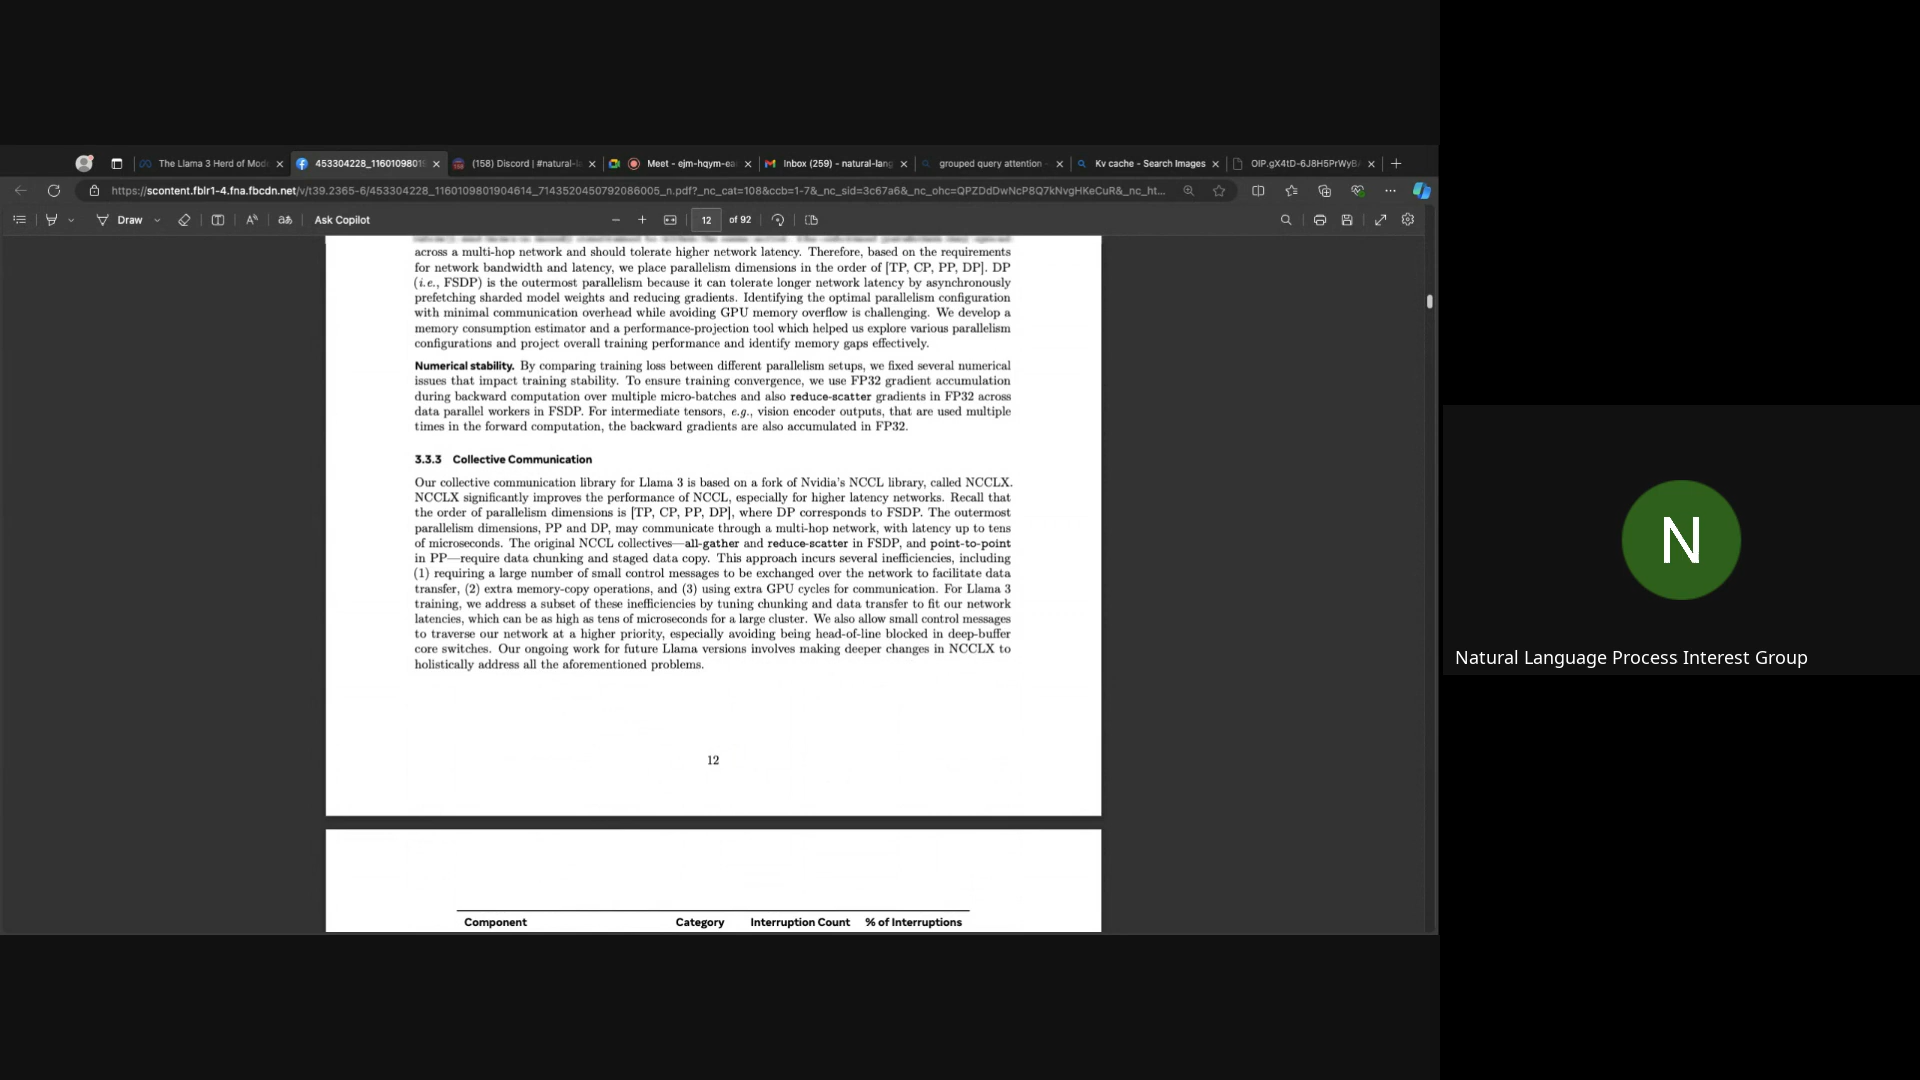 The Llama 3 Herd of Mod
453304228_1160109801
(158) Discord | #natural-l
Meet - ejm-hqym-ea
Inbox (259) - natural-lang
grouped query attention -
Kv cache - Search Images
OIP.gX4tD-6J8H5PrWyB
https://scontent.fblr1-4.fna.fbcdn.net/v/t39.2365-6/453304228_1160109801904614_7143520450792086005_n.pdf?_nc_cat=108&ccb=1-7&_nc_sid=3c67a6&_nc_ohc=QPZDdDwNcP8Q7kNvgHKeCuR&_nc_ht...
Draw
Ask Copilot
12 of 92
across a multi-hop network and should tolerate higher network latency. Therefore, based on the requirements
for network bandwidth and latency, we place parallelism dimensions in the order of [TP, CP, PP, DP]. DP
(i.e., FSDP) is the outermost parallelism because it can tolerate longer network latency by asynchronously
prefetching sharded model weights and reducing gradients. Identifying the optimal parallelism configuration
with minimal communication overhead while avoiding GPU memory overflow is challenging. We develop a
memory consumption estimator and a performance-projection tool which helped us explore various parallelism
configurations and project overall training performance and identify memory gaps effectively.
Numerical stability. By comparing training loss between different parallelism setups, we fixed several numerical
issues that impact training stability. To ensure training convergence, we use FP32 gradient accumulation
during backward computation over multiple micro-batches and also reduce-scatter gradients in FP32 across
data parallel workers in FSDP. For intermediate tensors, e.g., vision encoder outputs, that are used multiple
times in the forward computation, the backward gradients are also accumulated in FP32.
3.3.3 Collective Communication
Our collective communication library for Llama 3 is based on a fork of Nvidia's NCCL library, called NCCLX.
NCCLX significantly improves the performance of NCCL, especially for higher latency networks. Recall that
the order of parallelism dimensions is [TP, CP, PP, DP], where DP corresponds to FSDP. The outermost
parallelism dimensions, PP and DP, may communicate through a multi-hop network, with latency up to tens
of microseconds. The original NCCL collectives—all-gather and reduce-scatter in FSDP, and point-to-point
in PP—require data chunking and staged data copy. This approach incurs several inefficiencies, including
(1) requiring a large number of small control messages to be exchanged over the network to facilitate data
transfer, (2) extra memory-copy operations, and (3) using extra GPU cycles for communication. For Llama 3
training, we address a subset of these inefficiencies by tuning chunking and data transfer to fit our network
latencies, which can be as high as tens of microseconds for a large cluster. We also allow small control messages
to traverse our network at a higher priority, especially avoiding being head-of-line blocked in deep-buffer
core switches. Our ongoing work for future Llama versions involves making deeper changes in NCCLX to
holistically address all the aforementioned problems.
12
Component Category Interruption Count % of Interruptions
N
Natural Language Process Interest Group